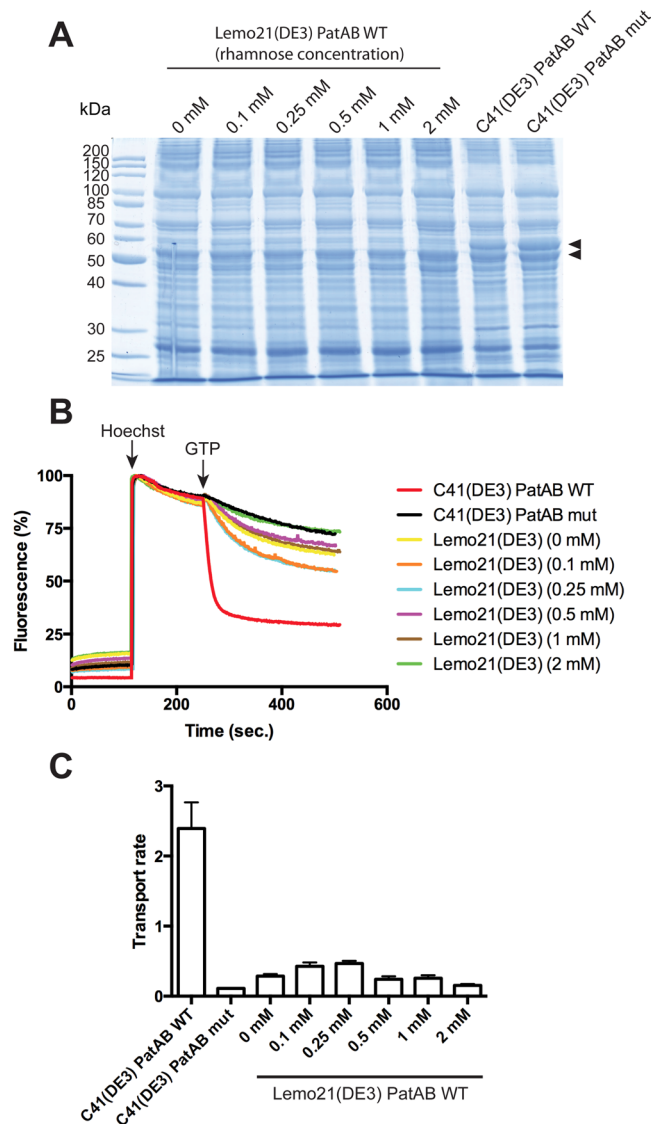 A
Lemo21(DE3) PatAB WT
(rhamnose concentration)
kDa
0 mM
0.1 mM
0.25 mM
0.5 mM
1 mM
2 mM
C41(DE3) PatAB WT
C41(DE3) PatAB mut
200
150
120
100
85
70
60
50
40
30
25
B
Hoechst
GTP
Fluorescence (%)
100
75
50
25
0
0
200
400
600
Time (sec.)
C41(DE3) PatAB WT
C41(DE3) PatAB mut
Lemo21(DE3) (0 mM)
Lemo21(DE3) (0.1 mM)
Lemo21(DE3) (0.25 mM)
Lemo21(DE3) (0.5 mM)
Lemo21(DE3) (1 mM)
Lemo21(DE3) (2 mM)
C
Transport rate
3
2
1
0
C41(DE3) PatAB WT
C41(DE3) PatAB mut
0 mM
0.1 mM
0.25 mM
0.5 mM
1 mM
2 mM
Lemo21(DE3) PatAB WT